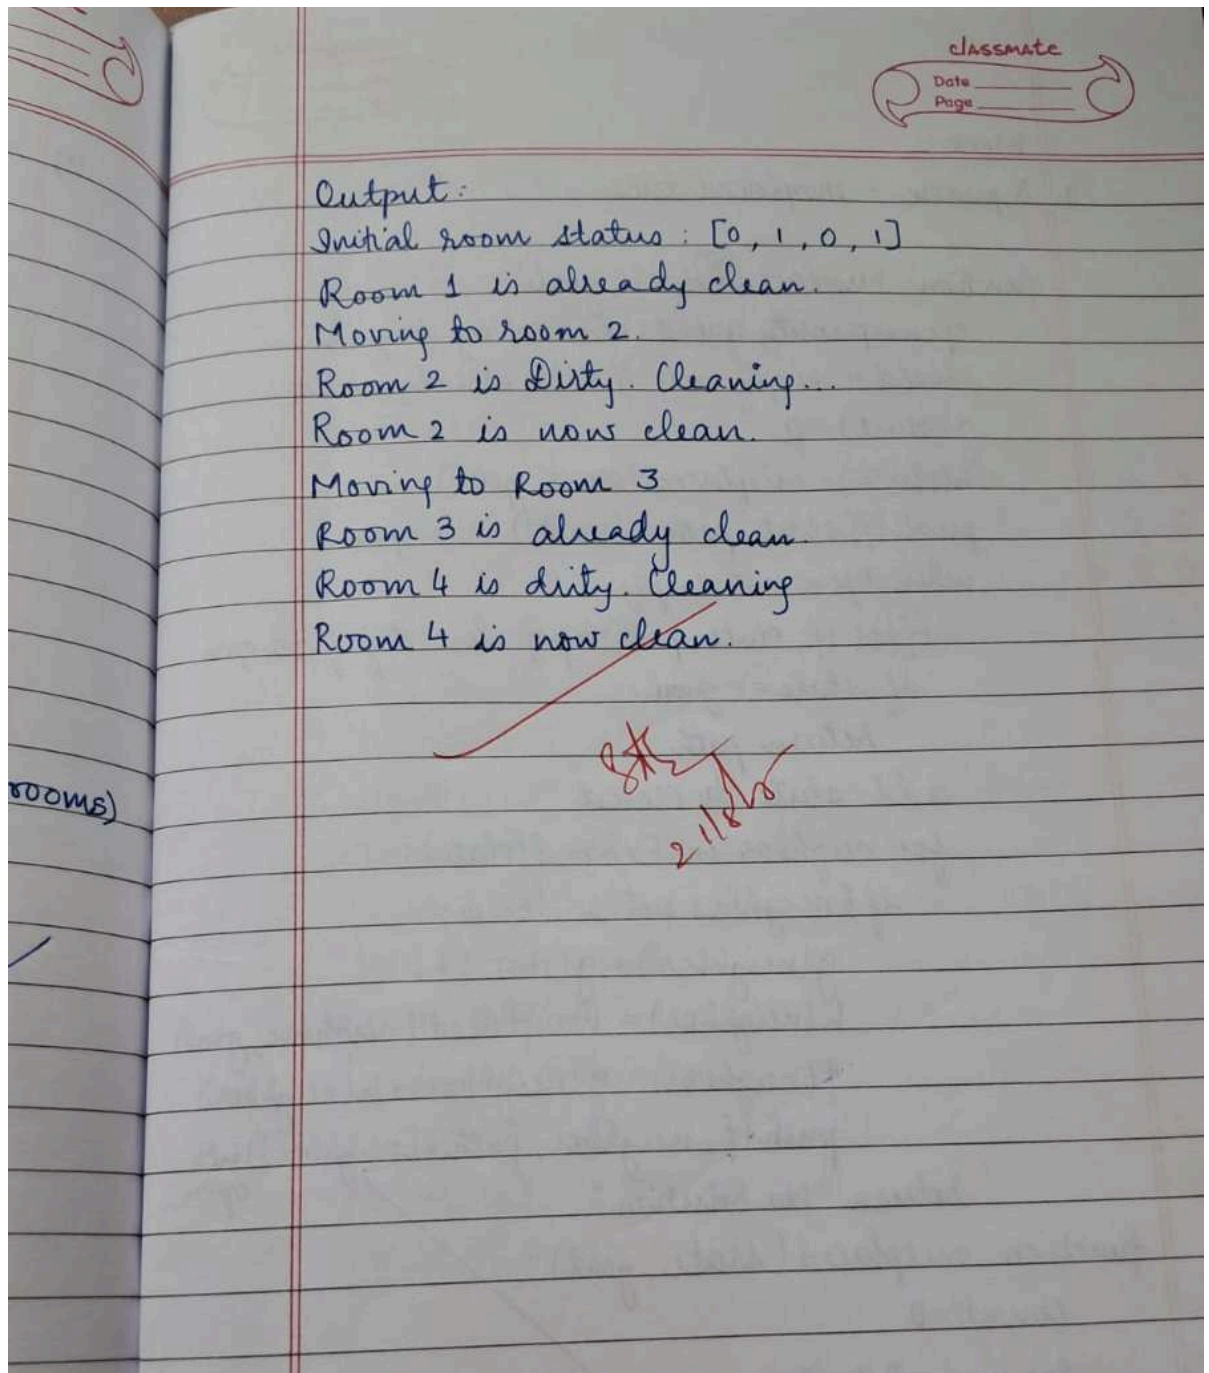 classmate
Date
Page
Output:
Initial room status : [0, 1, 0, 1]
Room 1 is already clean.
Moving to room 2.
Room 2 is Dirty. Cleaning...
Room 2 is now clean.
Moving to Room 3
Room 3 is already clean.
Room 4 is dirty. Cleaning
Room 4 is now clean.
rooms)